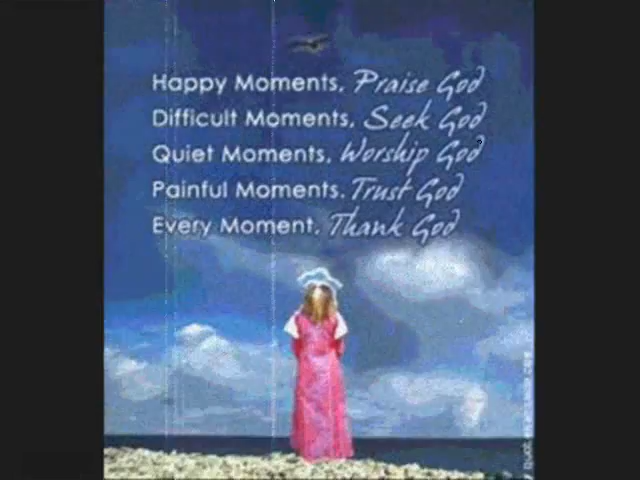 Happy Moments, Praise God
Difficult Moments, Seek God
Quiet Moments, Worship God
Painful Moments. Trust God
Every Moment, Thank God